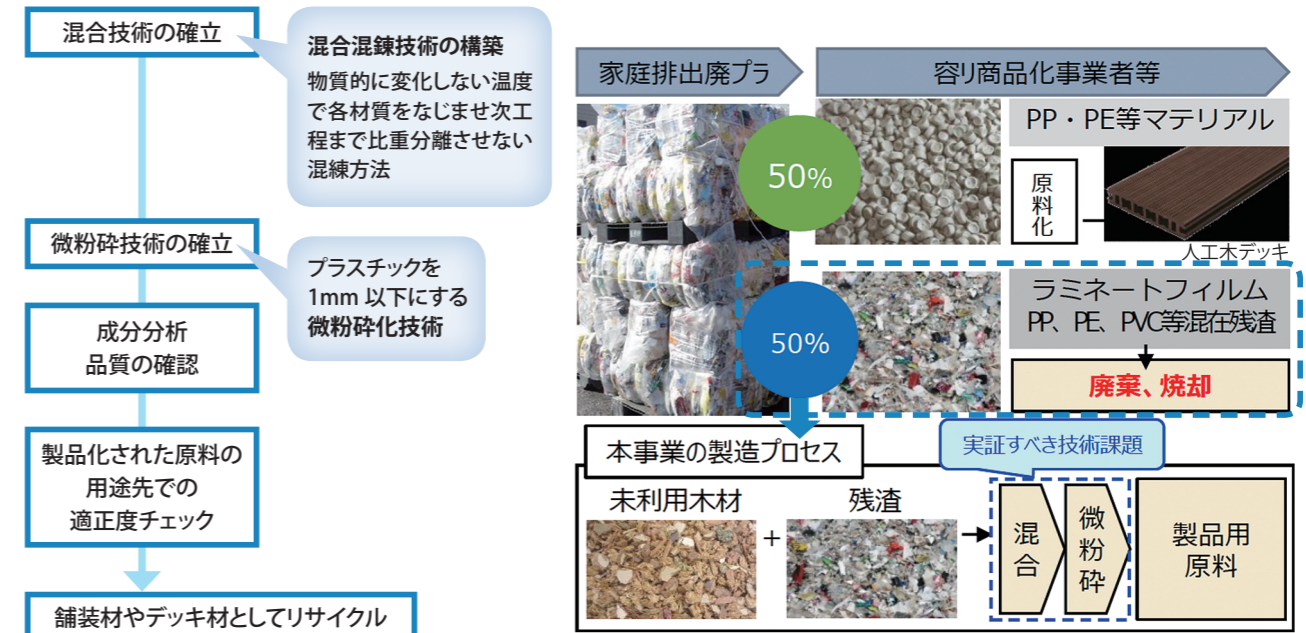 混合技術の確立
混合混錬技術の構築
物質的に変化しない温度
で各材質をなじませ次工
程まで比重分離させない
混練方法
微粉砕技術の確立
プラスチックを
1mm 以下にする
微粉砕化技術
成分分析
品質の確認
製品化された原料の
用途先での
適正度チェック
舗装材やデッキ材としてリサイクル
家庭排出廃プラ
容リ商品化事業者等
50%
PP・PE等マテリアル
原料化
人工木デッキ
50%
ラミネートフィルム
PP、PE、PVC等混在残渣
廃棄、焼却
本事業の製造プロセス
実証すべき技術課題
未利用木材
+
残渣
混合
微粉砕
製品用
原料